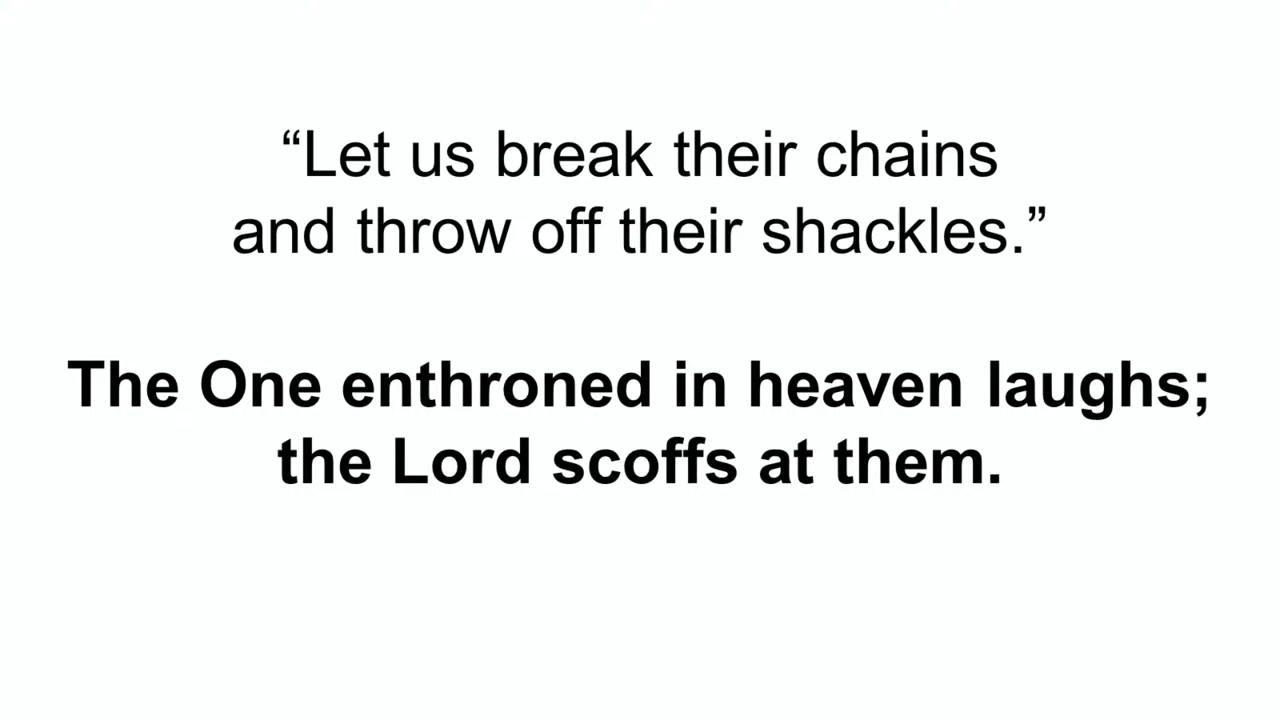 “Let us break their chains
and throw off their shackles.”
The One enthroned in heaven laughs;
the Lord scoffs at them.